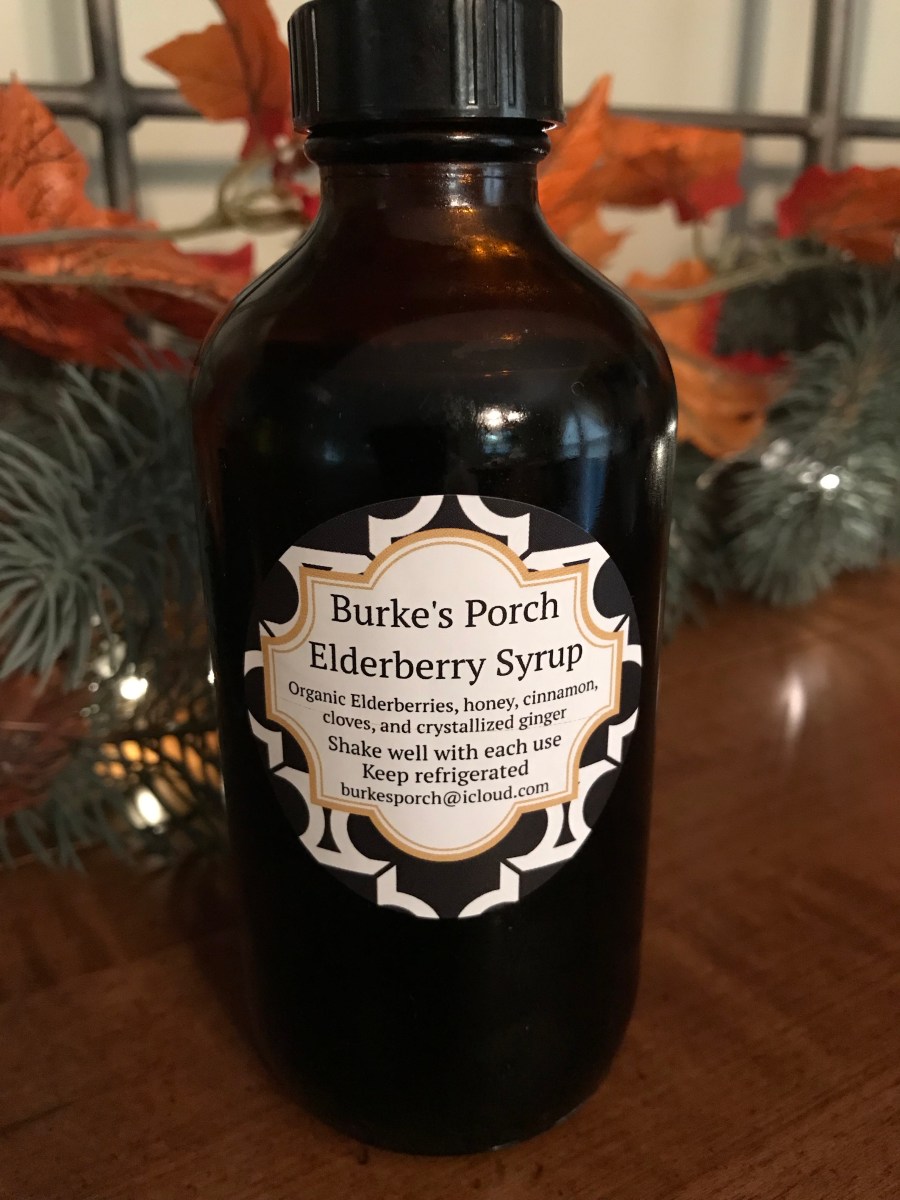 Burke's Porch
Elderberry Syrup
Organic Elderberries, honey, cinnamon,
cloves, and crystallized ginger
Shake well with each use
Keep refrigerated
burkesporch@icloud.com